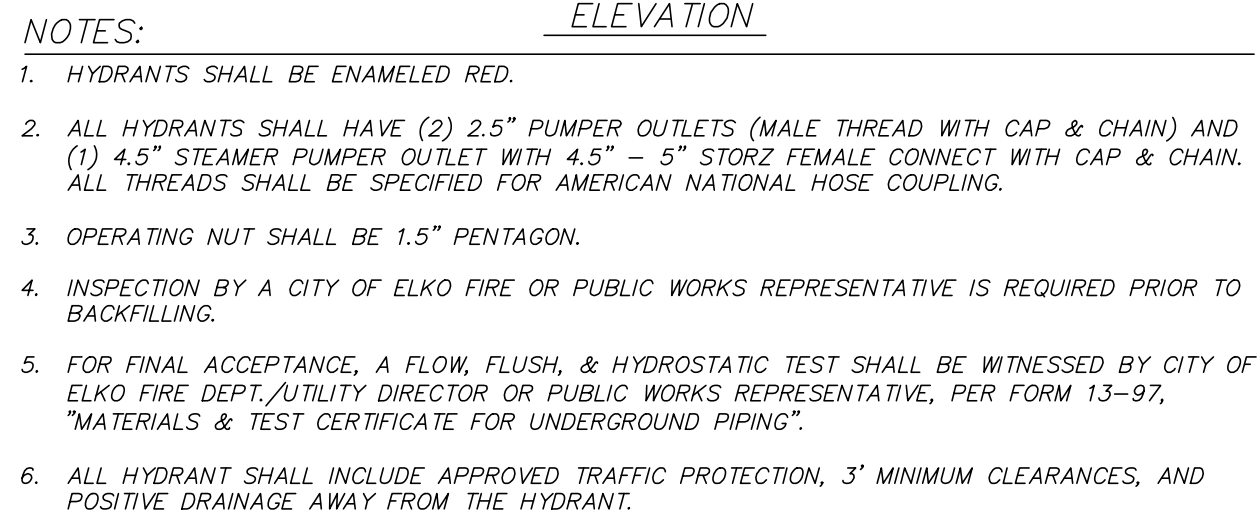 ELEVATION
NOTES:
1. HYDRANTS SHALL BE ENAMELED RED.
2. ALL HYDRANTS SHALL HAVE (2) 2.5" PUMPER OUTLETS (MALE THREAD WITH CAP & CHAIN) AND
(1) 4.5" STEAMER PUMPER OUTLET WITH 4.5" – 5" STORZ FEMALE CONNECT WITH CAP & CHAIN.
ALL THREADS SHALL BE SPECIFIED FOR AMERICAN NATIONAL HOSE COUPLING.
3. OPERATING NUT SHALL BE 1.5" PENTAGON.
4. INSPECTION BY A CITY OF ELKO FIRE OR PUBLIC WORKS REPRESENTATIVE IS REQUIRED PRIOR TO
BACKFILLING.
5. FOR FINAL ACCEPTANCE, A FLOW, FLUSH, & HYDROSTATIC TEST SHALL BE WITNESSED BY CITY OF
ELKO FIRE DEPT./UTILITY DIRECTOR OR PUBLIC WORKS REPRESENTATIVE, PER FORM 13–97,
"MATERIALS & TEST CERTIFICATE FOR UNDERGROUND PIPING".
6. ALL HYDRANT SHALL INCLUDE APPROVED TRAFFIC PROTECTION, 3' MINIMUM CLEARANCES, AND
POSITIVE DRAINAGE AWAY FROM THE HYDRANT.